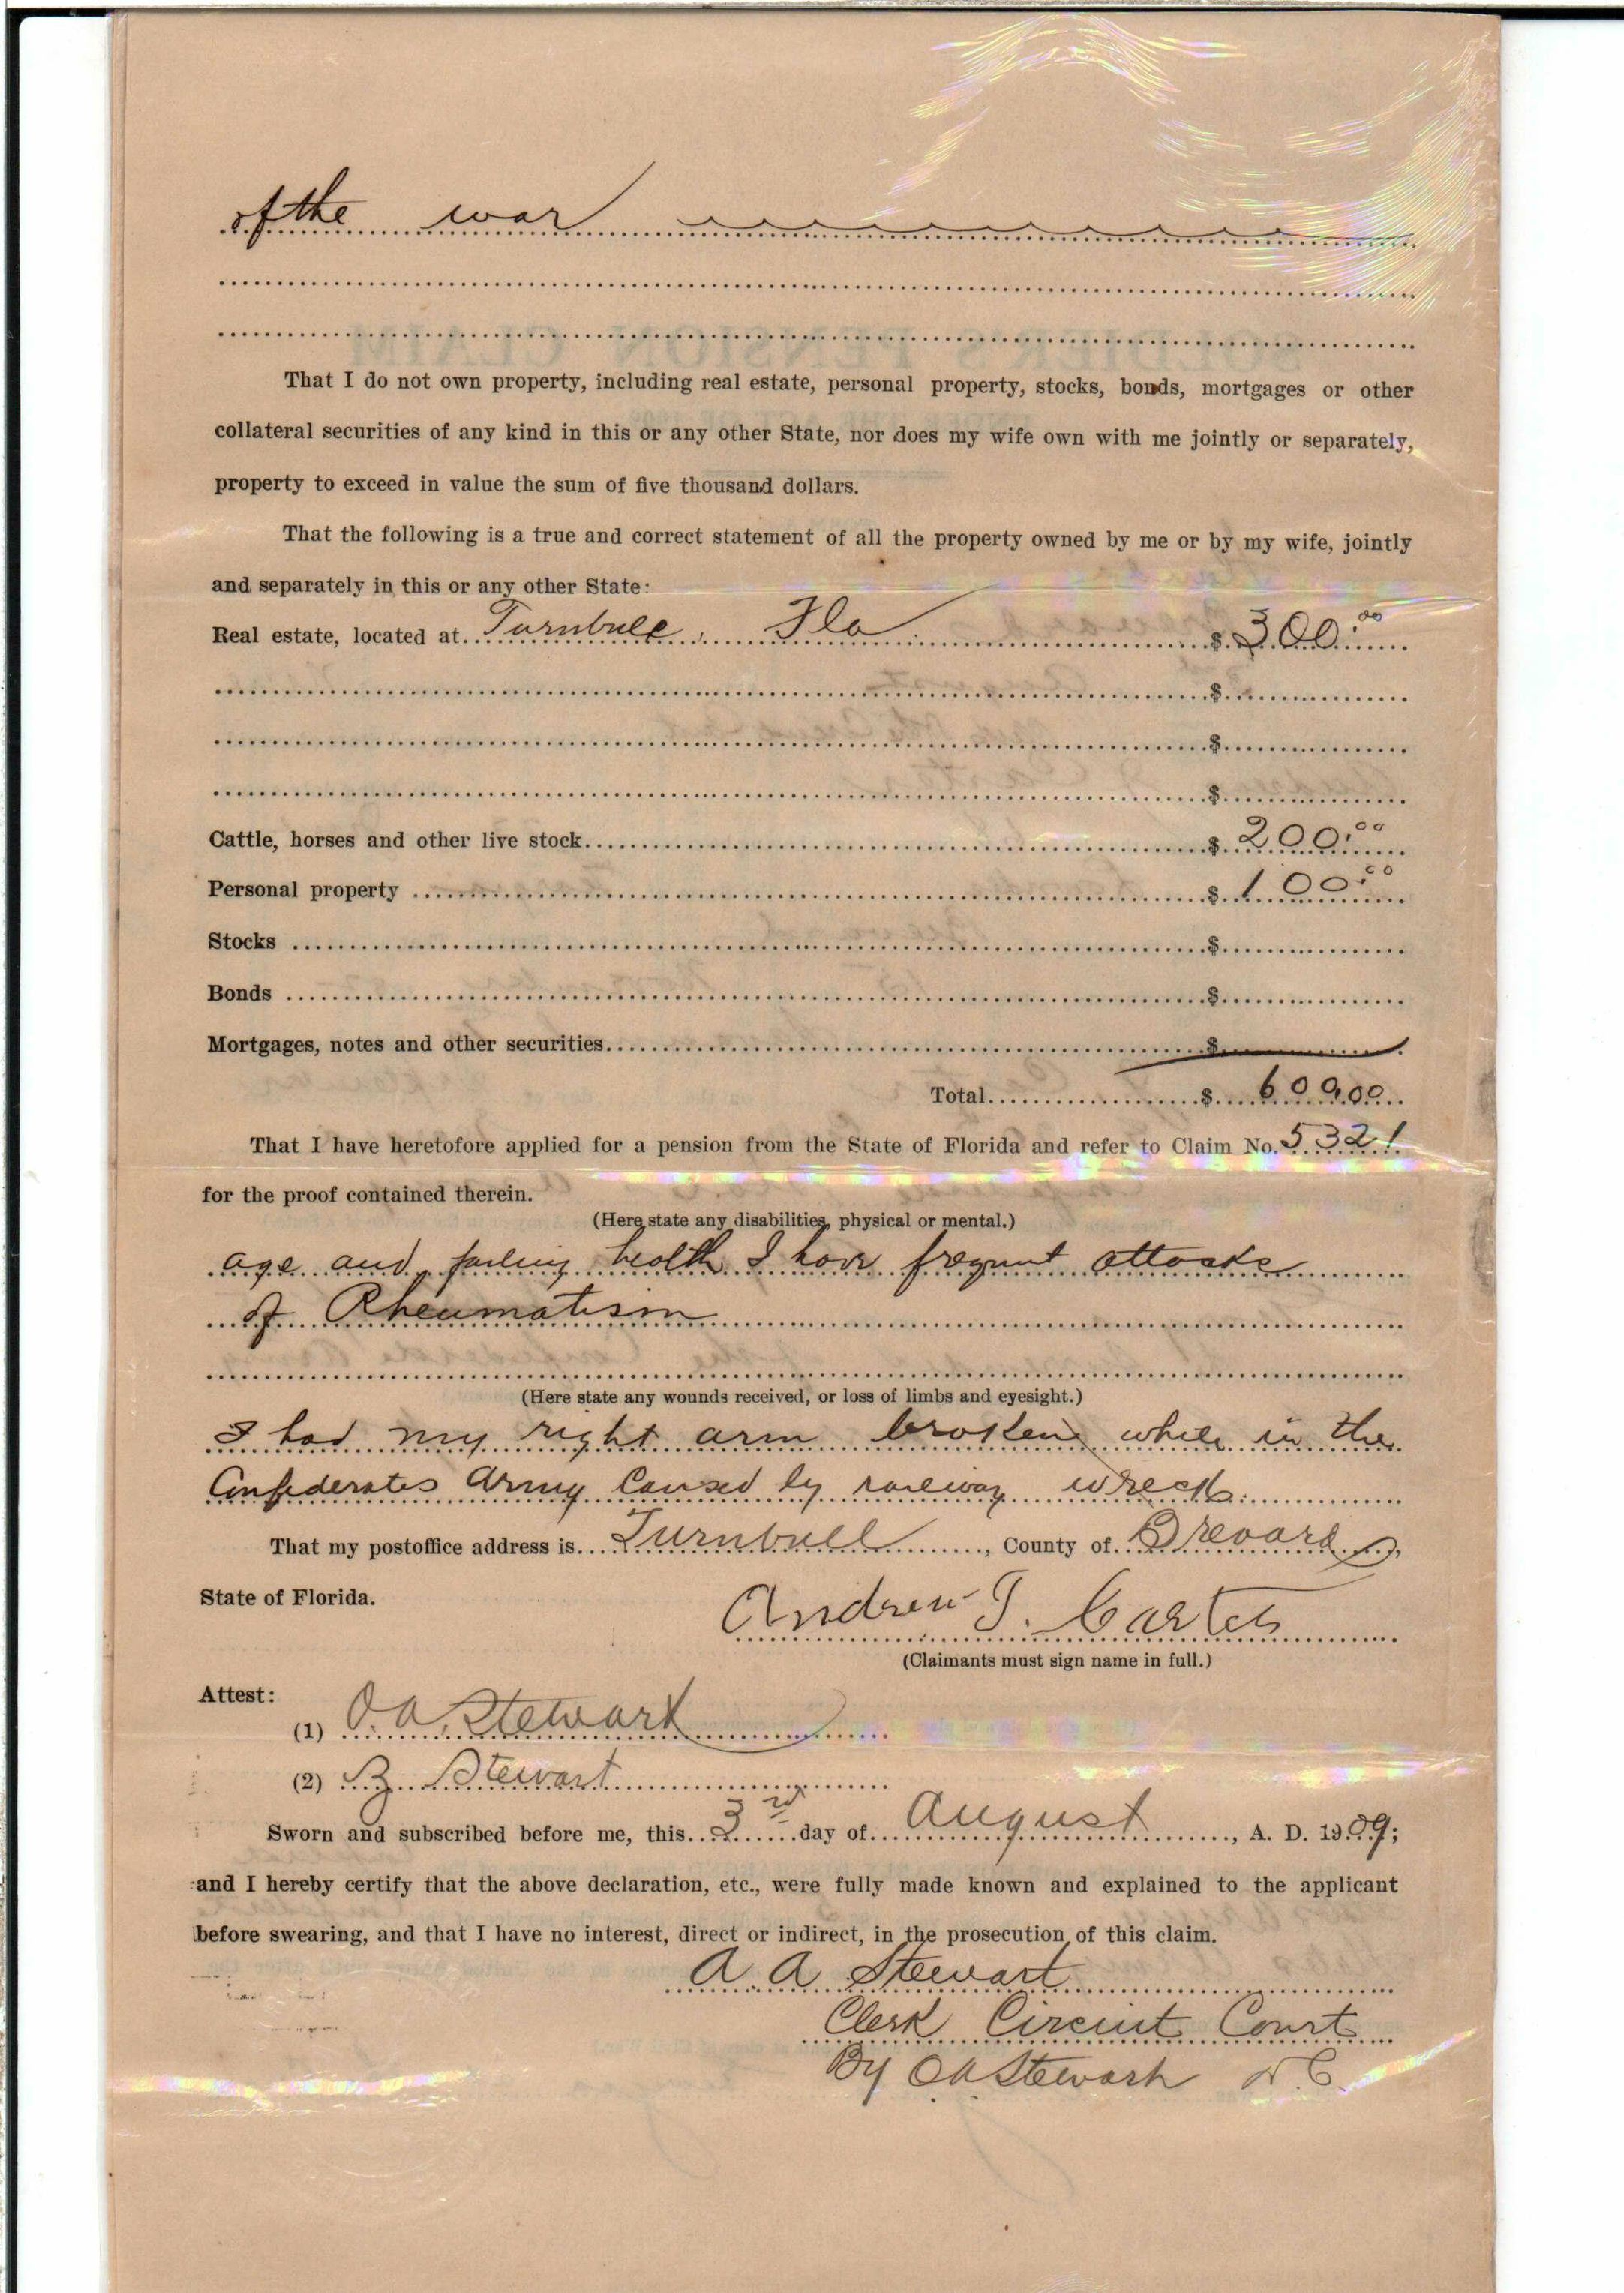 of the war
That I do not own property, including real estate, personal property, stocks, bonds, mortgages or other
collateral securities of any kind in this or any other State, nor does my wife own with me jointly or separately,
property to exceed in value the sum of five thousand dollars.
That the following is a true and correct statement of all the property owned by me or by my wife, jointly
and separately in this or any other State:
Real estate, located at Turnbull, Fla $ 300.00
$
$
$
Cattle, horses and other live stock $ 200.00
Personal property $ 100.00
Stocks $
Bonds $
Mortgages, notes and other securities $
Total $ 600.00
That I have heretofore applied for a pension from the State of Florida and refer to Claim No. 5321
for the proof contained therein.
(Here state any disabilities, physical or mental.)
age and failing health I have frequnt attacks
of Rheumatism
(Here state any wounds received, or loss of limbs and eyesight.)
I had my right arm broken while in the
Confederates Army Caused by railway wreck.
That my postoffice address is Turnbull, County of Brevard,
State of Florida.
Andrew J. Carter
(Claimants must sign name in full.)
Attest:
(1) O. A. Stewart
(2) B Stewart
Sworn and subscribed before me, this 3rd day of August, A. D. 1909;
and I hereby certify that the above declaration, etc., were fully made known and explained to the applicant
before swearing, and that I have no interest, direct or indirect, in the prosecution of this claim.
A. A Stewart
Clerk Circuit Court
By O A Stewart D. C.